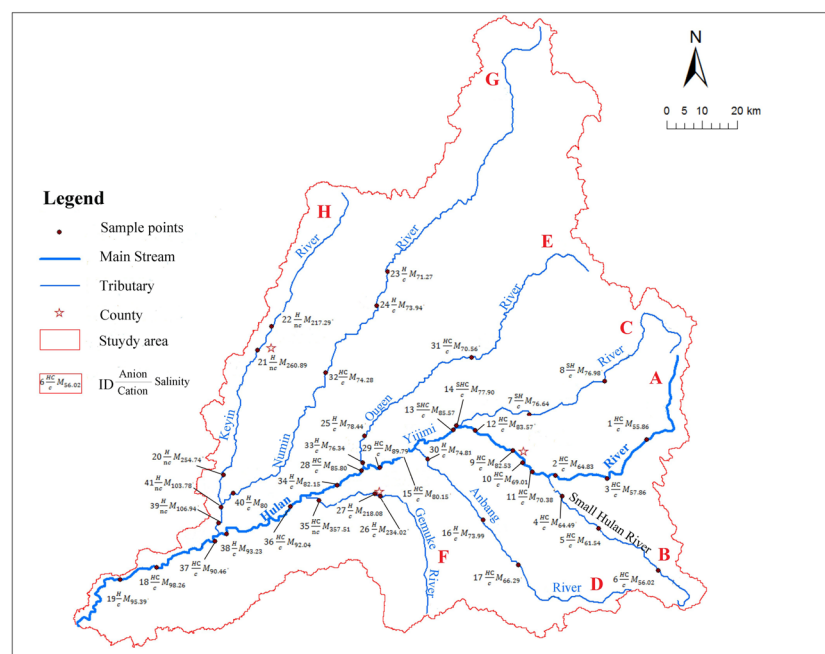 N
0 5 10 20 km
G
H
E
C
A
B
D
F
Legend
Sample points
Main Stream
Tributary
County
Stuydy area
6 HC/c M56.02 ID Anion/Cation Salinity
River
River
River
River
River
River
River
Keyin
Numin
Ougen
Yijimi
Hulan
Anbang
Gemuke
Small Hulan River
23 H/c M71.27
24 H/c M73.94
22 H/nc M217.29
21 H/nc M260.89
32 HC/c M74.28
31 HC/c M70.56
8 SH/c M76.98
7 SH/c M76.64
14 SHC/c M77.90
13 SHC/c M85.57
12 HC/c M83.57
1 HC/c M55.86
25 H/c M78.44
33 H/c M76.34
28 HC/c M85.80
29 HC/c M89.79
30 H/c M74.81
9 HC/c M82.53
10 HC/c M69.01
11 HC/c M70.30
2 HC/c M64.83
3 HC/c M57.86
20 H/nc M254.74
41 H/nc M103.78
39 H/nc M106.94
40 H/c M80
34 H/c M82.15
15 HC/c M80.15
27 H/c M218.08
26 H/c M234.02
35 H/nc M357.51
36 H/c M92.04
16 H/c M73.99
4 HC/c M64.49
5 HC/c M61.54
6 HC/c M56.02
17 HC/c M66.29
38 H/c M93.23
37 HC/c M90.46
18 HC/c M98.26
19 H/c M95.39